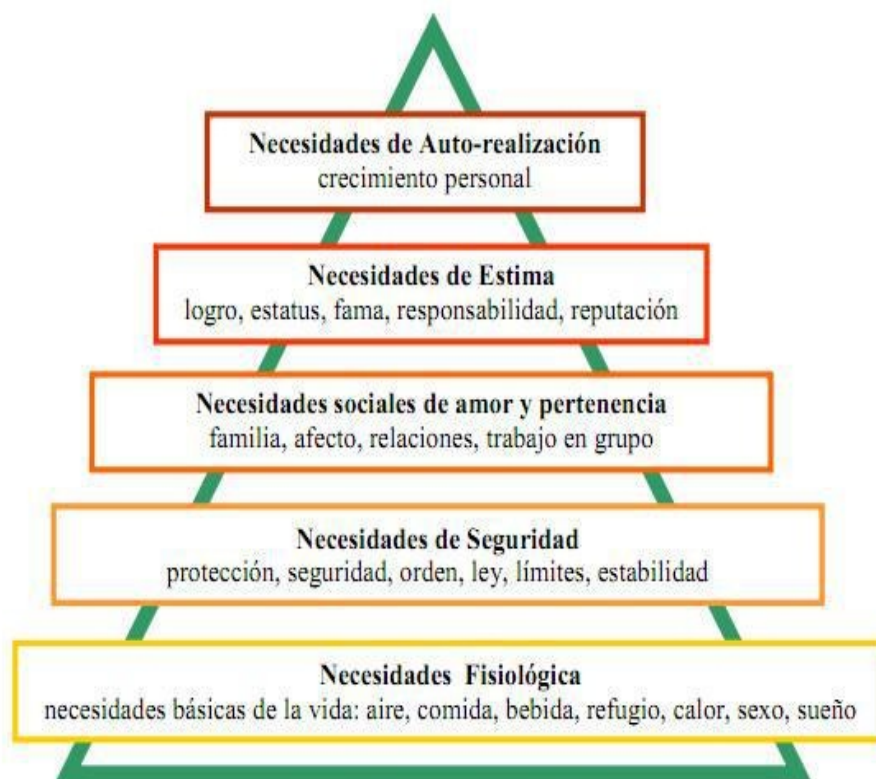 Necesidades de Auto-realización
crecimiento personal
Necesidades de Estima
logro, estatus, fama, responsabilidad, reputación
Necesidades sociales de amor y pertenencia
familia, afecto, relaciones, trabajo en grupo
Necesidades de Seguridad
protección, seguridad, orden, ley, límites, estabilidad
Necesidades Fisiológica
necesidades básicas de la vida: aire, comida, bebida, refugio, calor, sexo, sueño